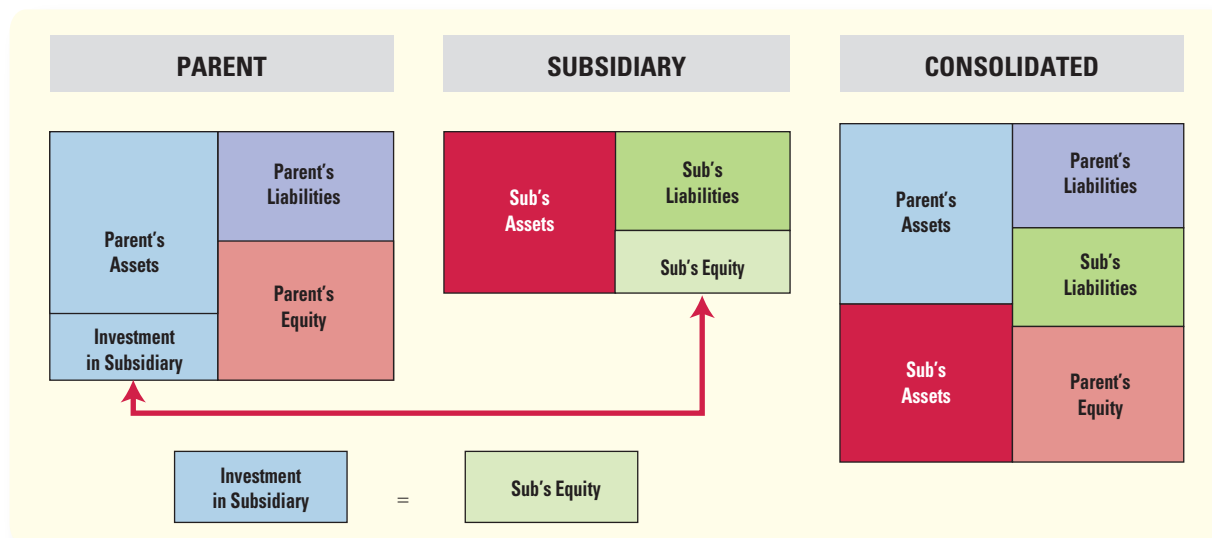 PARENT
SUBSIDIARY
CONSOLIDATED
Parent's
Assets
Investment
in Subsidiary
Parent's
Liabilities
Parent's
Equity
Sub's
Assets
Sub's
Liabilities
Sub's Equity
Parent's
Assets
Sub's
Assets
Parent's
Liabilities
Sub's
Liabilities
Parent's
Equity
Investment
in Subsidiary
=
Sub's Equity